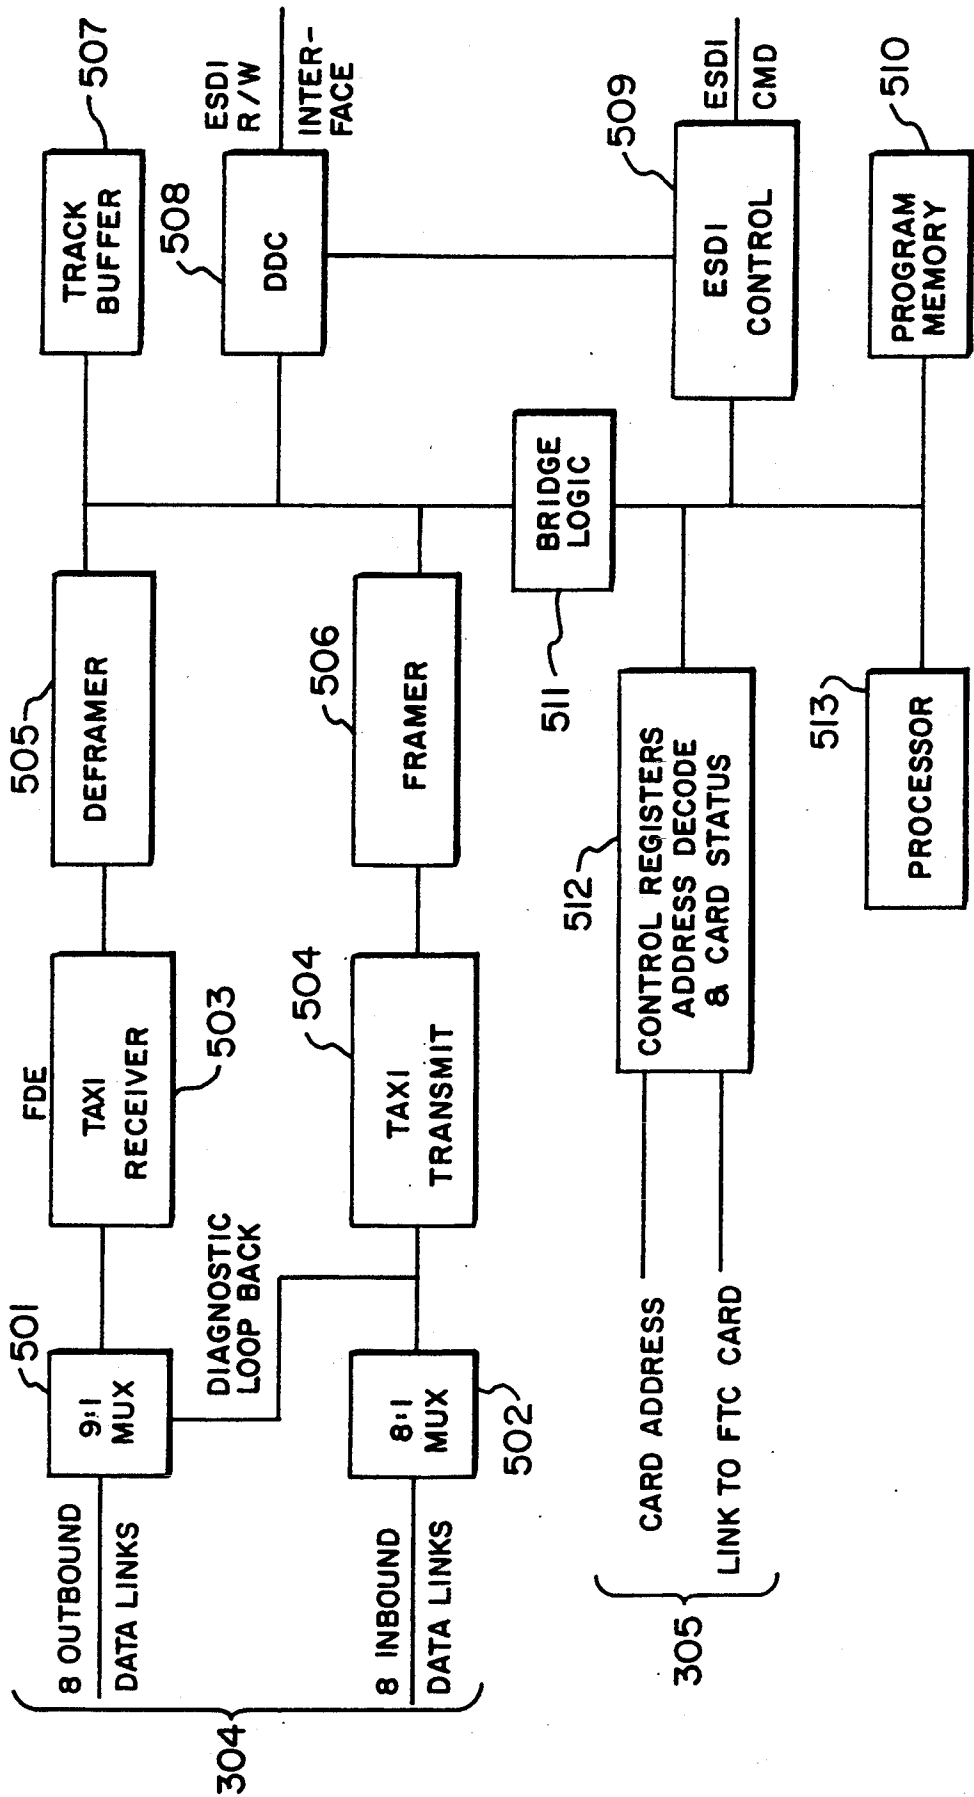 304
8 OUTBOUND
DATA LINKS
501
9:1
MUX
DIAGNOSTIC
LOOP BACK
8 INBOUND
DATA LINKS
8:1
MUX
502
FDE
TAXI
RECEIVER
503
TAXI
TRANSMIT
504
505
DEFRAMER
506
FRAMER
TRACK
BUFFER
507
508
DDC
ESDI
R/W
INTER-
FACE
511
BRIDGE
LOGIC
509
ESDI
CONTROL
ESDI
CMD
305
CARD ADDRESS
LINK TO FTC CARD
512
CONTROL REGISTERS
ADDRESS DECODE
& CARD STATUS
513
PROCESSOR
PROGRAM
MEMORY
510